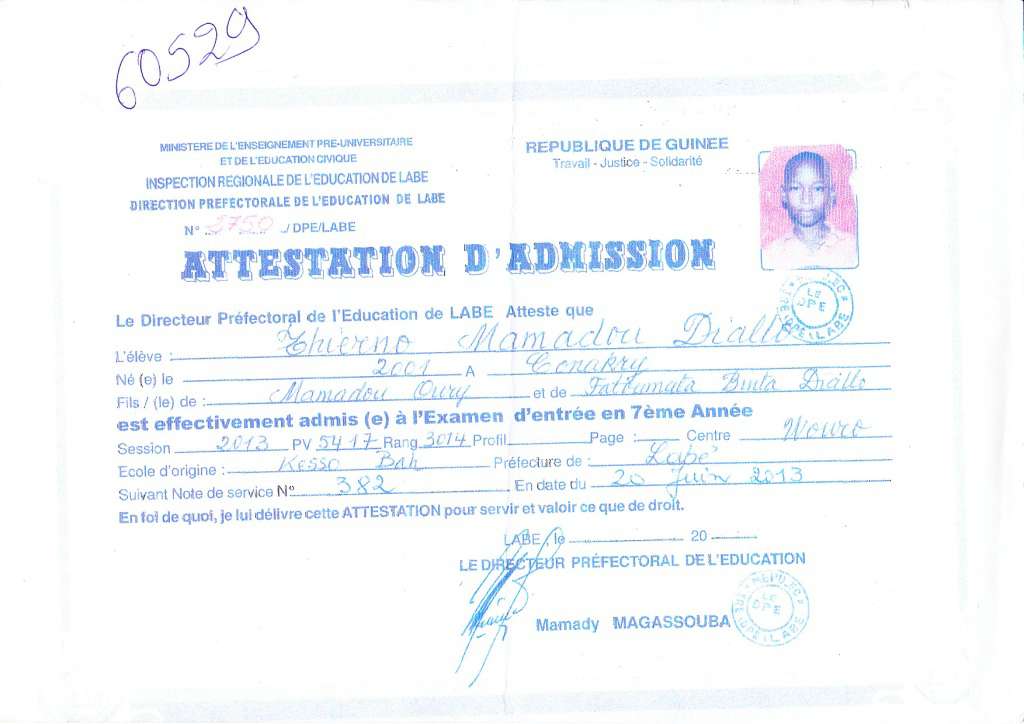 60529
MINISTERE DE L'ENSEIGNEMENT PRE-UNIVERSITAIRE
ET DE L'EDUCATION CIVIQUE
INSPECTION REGIONALE DE L'EDUCATION DE LABE
DIRECTION PREFECTORALE DE L'EDUCATION DE LABE
N° 2750 ./DPE/LABE
REPUBLIQUE DE GUINEE
Travail - Justice - Solidarité
ATTESTATION D'ADMISSION
LE DPE
Le Directeur Préfectoral de l'Education de LABE Atteste que
L'élève : Thierno Mamadou Diallo
Né (e) le 2001 A Conakry
Fils / (le) de : Mamadou Oury et de Fatoumata Binta Diallo
est effectivement admis (e) à l'Examen d'entrée en 7ème Année
Session 2013 PV 5417 Rang 3014 Profil Page : Centre Wouro
Ecole d'origine : Kesso Bah Préfecture de : Labé
Suivant Note de service N° 382 En date du 20 Juin 2013
En foi de quoi, je lui délivre cette ATTESTATION pour servir et valoir ce que de droit.
LABE, le 20
LE DIRECTEUR PRÉFECTORAL DE L'EDUCATION
Mamady MAGASSOUBA
LE DPE